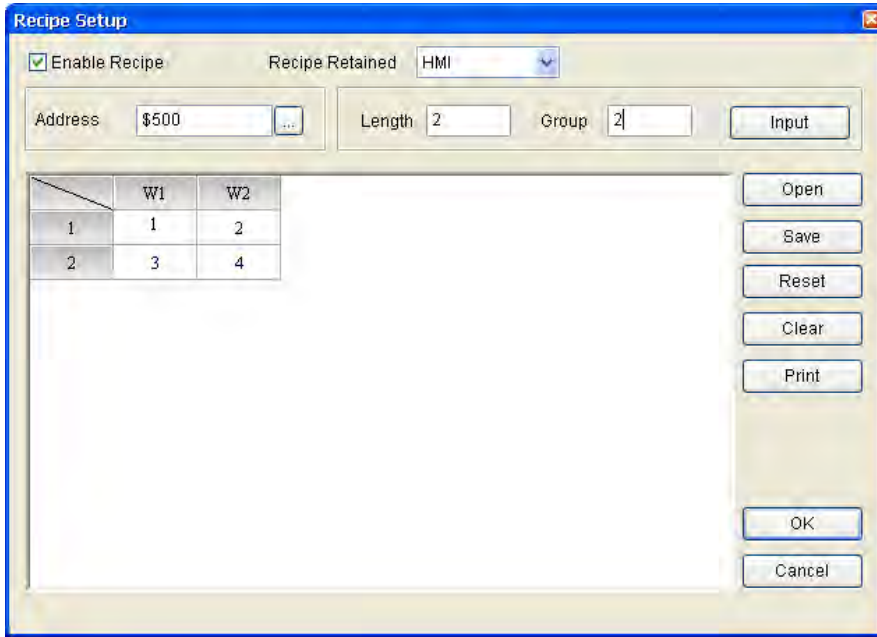 Recipe Setup
Enable Recipe Recipe Retained HMI
Address $500 ... Length 2 Group 2 Input
W1 W2
1 1 2
2 3 4
Open
Save
Reset
Clear
Print
OK
Cancel